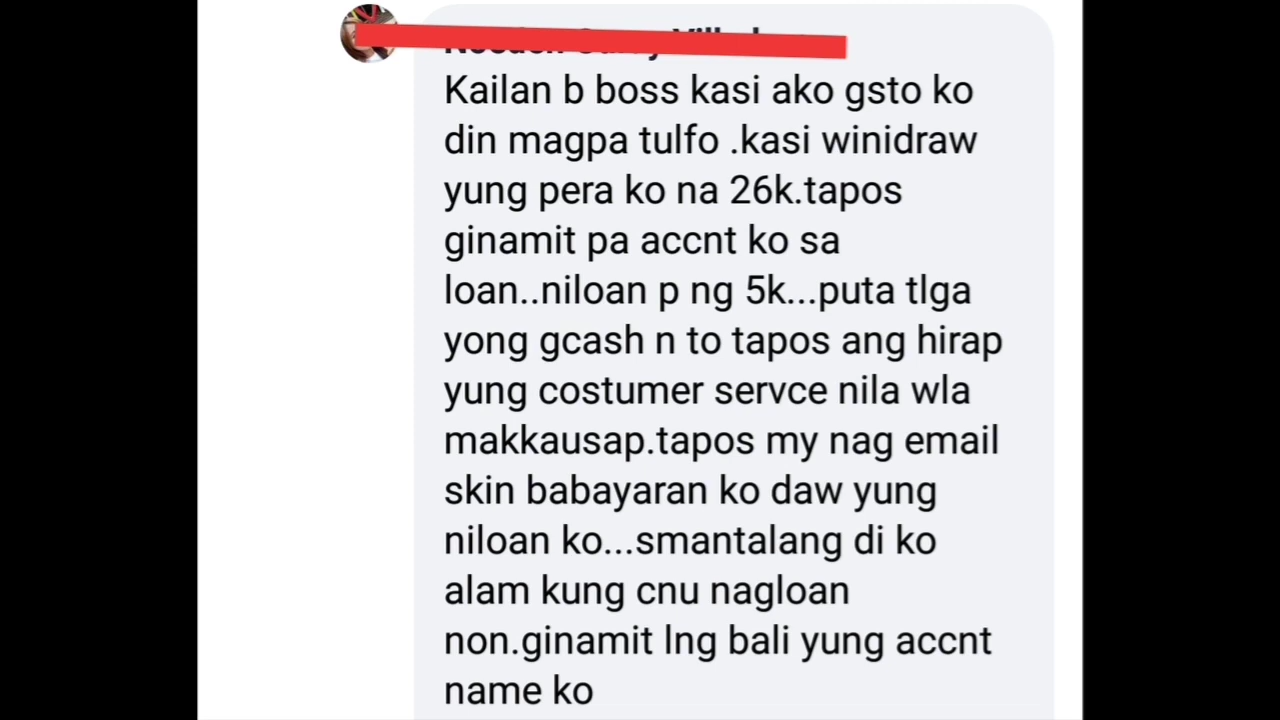 Kailan b boss kasi ako gsto ko
din magpa tulfo .kasi winidraw
yung pera ko na 26k.tapos
ginamit pa accnt ko sa
loan..niloan p ng 5k...puta tlga
yong gcash n to tapos ang hirap
yung costumer servce nila wla
makkausap.tapos my nag email
skin babayaran ko daw yung
niloan ko...smantalang di ko
alam kung cnu nagloan
non.ginamit lng bali yung accnt
name ko